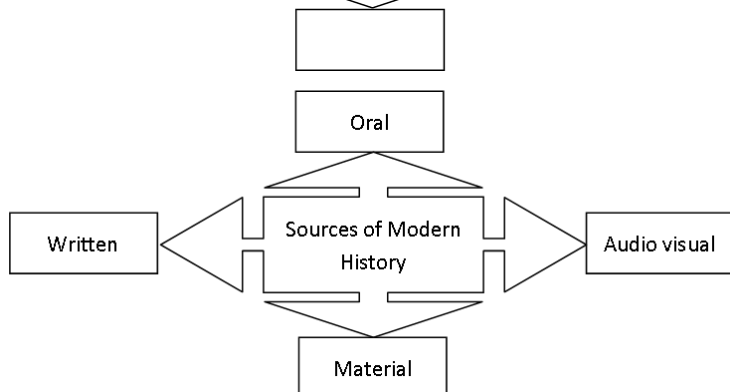 Oral
Written
Sources of Modern
History
Audio visual
Material